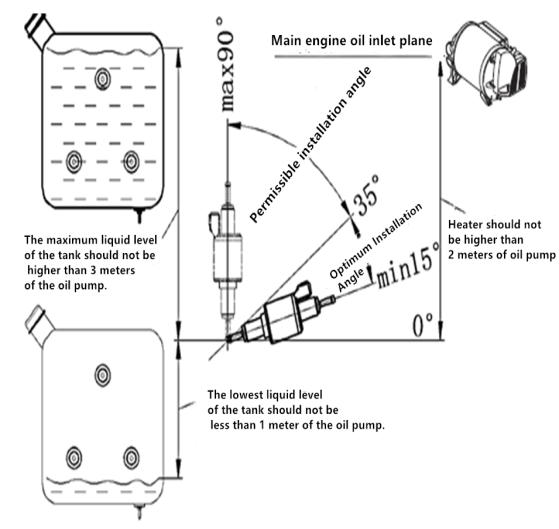 Main engine oil inlet plane
max90°
Permissible installation angle
35°
Optimum Installation
Angle
min15°
0°
Heater should not
be higher than
2 meters of oil pump
The maximum liquid level
of the tank should not be
higher than 3 meters
of the oil pump.
The lowest liquid level
of the tank should not be
less than 1 meter of the oil pump.